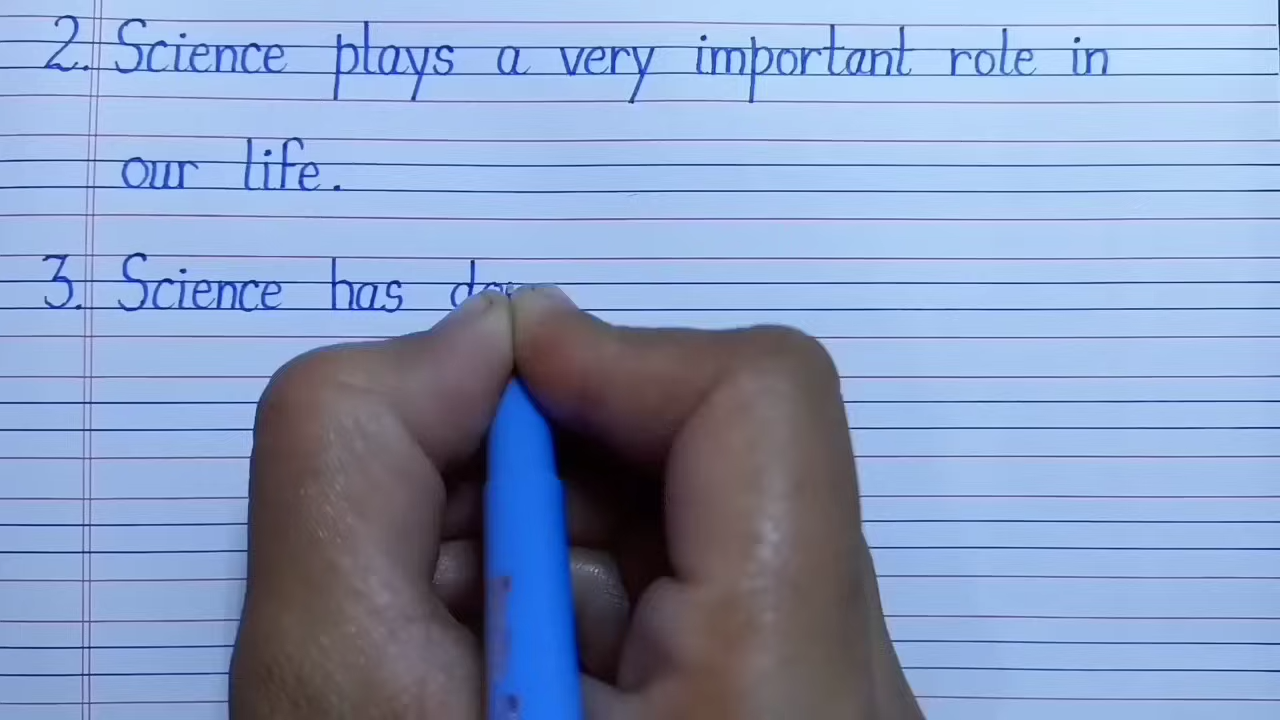 2. Science plays a very important role in
our life.
3. Science has